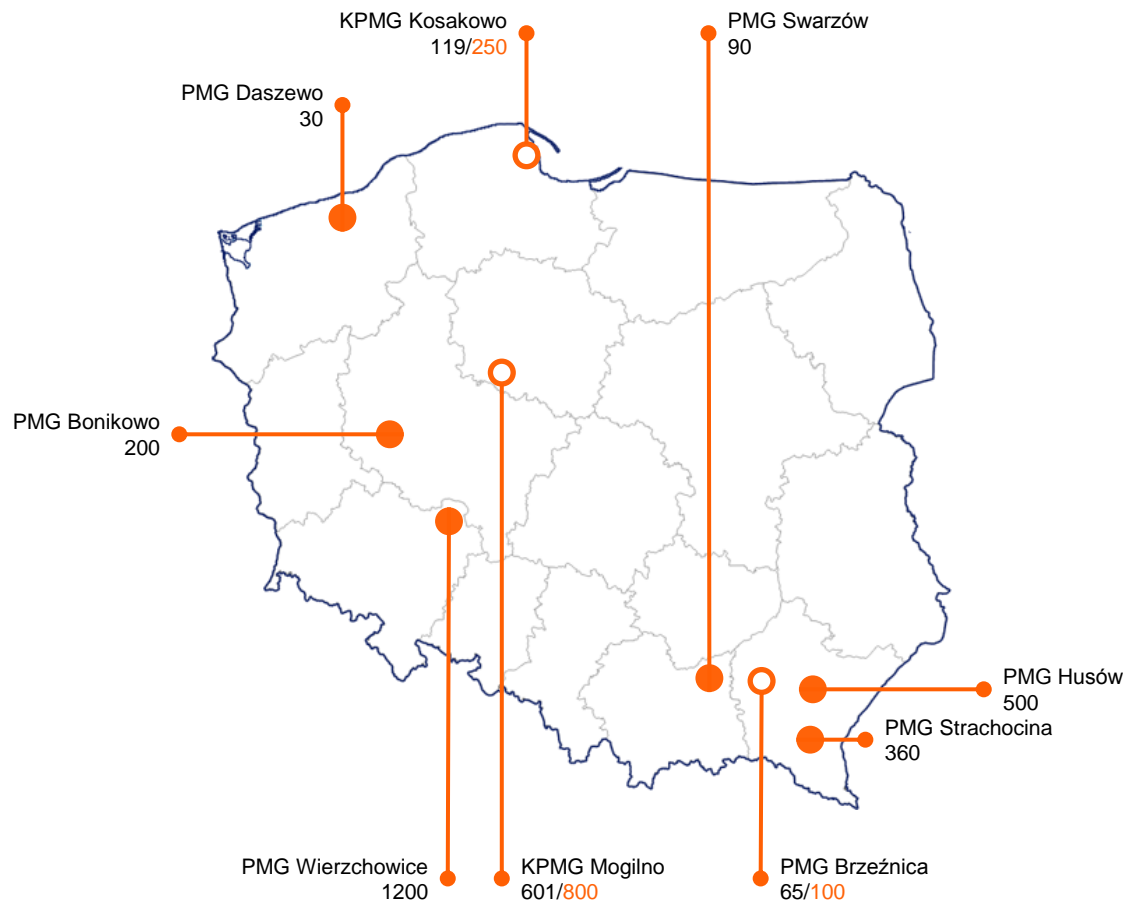 KPMG Kosakowo
119/250
PMG Swarzów
90
PMG Daszewo
30
PMG Bonikowo
200
PMG Husów
500
PMG Strachocina
360
PMG Wierzchowice
1200
KPMG Mogilno
601/800
PMG Brzeźnica
65/100